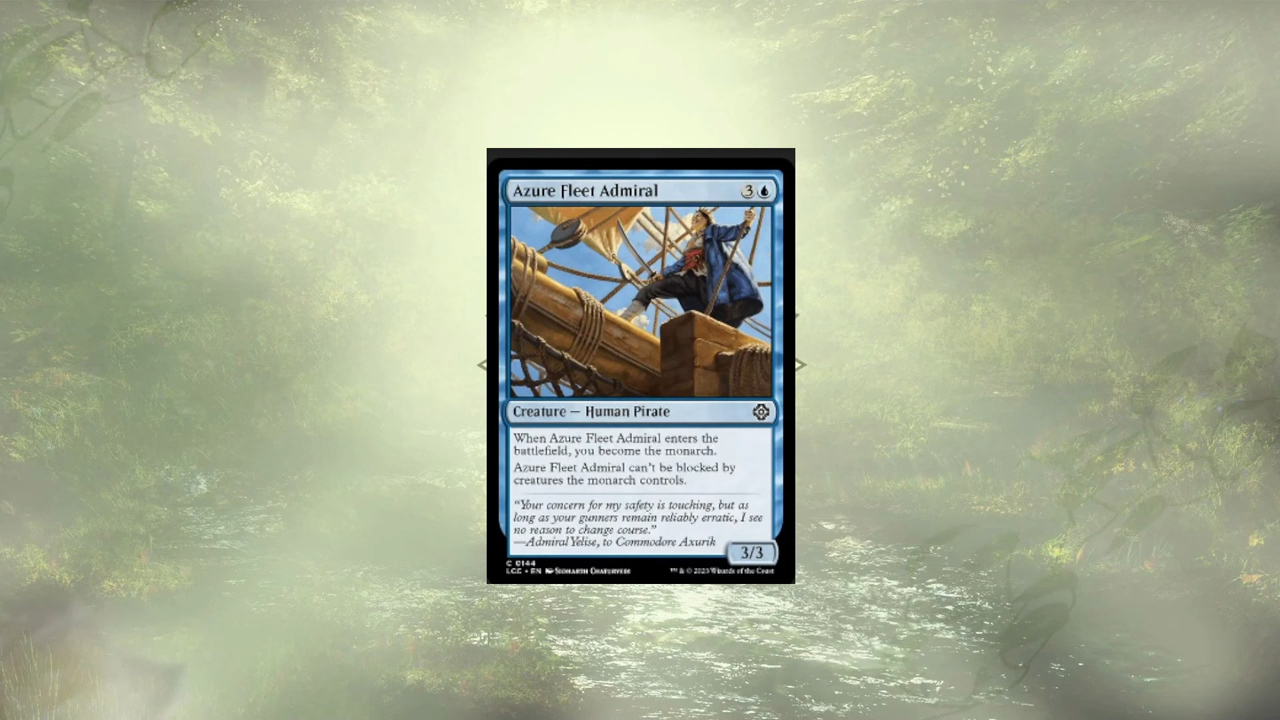 Azure Fleet Admiral 3
Creature — Human Pirate
When Azure Fleet Admiral enters the
battlefield, you become the monarch.
Azure Fleet Admiral can't be blocked by
creatures the monarch controls.
"Your concern for my safety is touching, but as
long as your gunners remain reliably erratic, I see
no reason to change course."
—Admiral Yelise, to Commodore Axurik
3/3
C 0144
LCC • EN Sidharth Chaturvedi
™ & © 2023 Wizards of the Coast